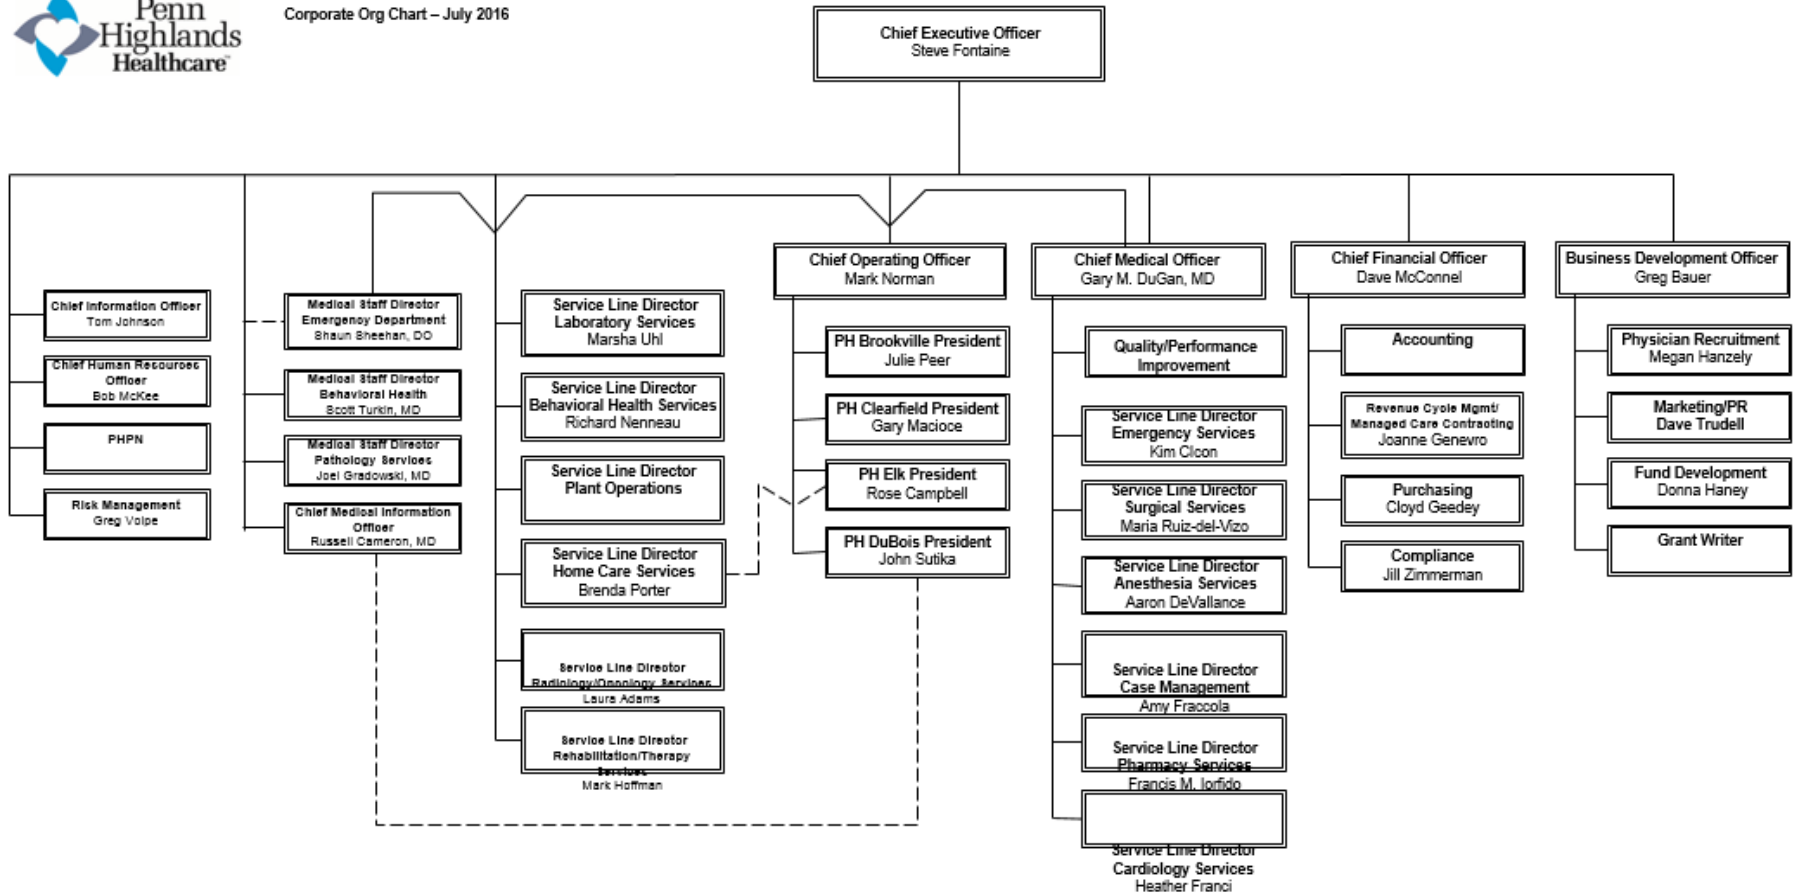 Penn
Highlands
Healthcare
Corporate Org Chart – July 2016
Chief Executive Officer
Steve Fontaine
Chief Operating Officer
Mark Norman
Chief Medical Officer
Gary M. DuGan, MD
Chief Financial Officer
Dave McConnel
Business Development Officer
Greg Bauer
Chief Information Officer
Tom Johnson
Chief Human Resources
Officer
Bob McKee
PHPN
Risk Management
Greg Volpe
Medical Staff Director
Emergency Department
Shaun Sheehan, DO
Medical Staff Director
Behavioral Health
Scott Turkin, MD
Medical Staff Director
Pathology Services
Joel Gradowski, MD
Chief Medical Information
Officer
Russell Cameron, MD
Service Line Director
Laboratory Services
Marsha Uhl
Service Line Director
Behavioral Health Services
Richard Nenneau
Service Line Director
Plant Operations
Service Line Director
Home Care Services
Brenda Porter
Service Line Director
Radiology/Oncology Services
Laura Adams
Service Line Director
Rehabilitation/Therapy
Services
Mark Hoffman
PH Brookville President
Julie Peer
PH Clearfield President
Gary Macioce
PH Elk President
Rose Campbell
PH DuBois President
John Sutika
Quality/Performance
Improvement
Service Line Director
Emergency Services
Kim Cicon
Service Line Director
Surgical Services
Maria Ruiz-del-Vizo
Service Line Director
Anesthesia Services
Aaron DeVallance
Service Line Director
Case Management
Amy Fraccola
Service Line Director
Pharmacy Services
Francis M. Iorfido
Service Line Director
Cardiology Services
Heather Franci
Accounting
Revenue Cycle Mgmt/
Managed Care Contracting
Joanne Genevro
Purchasing
Cloyd Geedey
Compliance
Jill Zimmerman
Physician Recruitment
Megan Hanzely
Marketing/PR
Dave Trudell
Fund Development
Donna Haney
Grant Writer